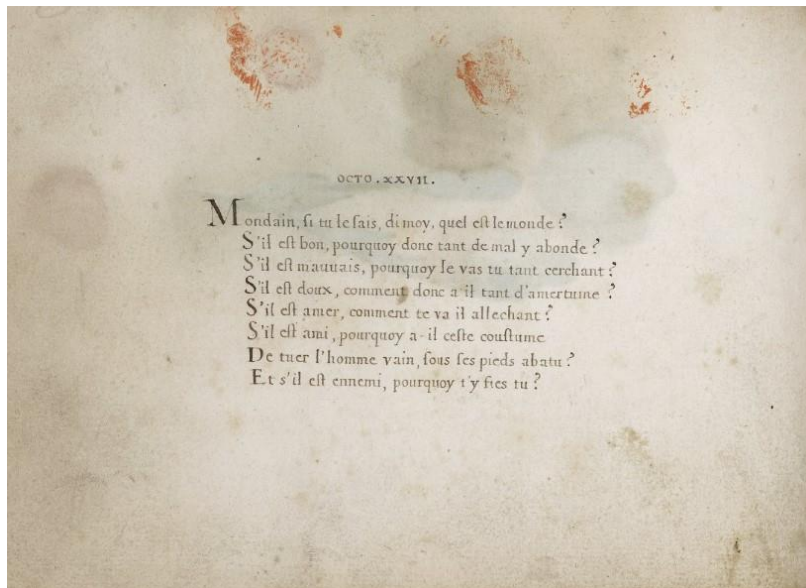 OCTO.XXVII.
Mondain, ſi tu le ſais, di moy, quel eſt le monde ?
S'il eſt bon, pourquoy donc tant de mal y abonde ?
S'il eſt mauuais, pourquoy le vas tu tant cerchant ?
S'il eſt doux, comment donc a il tant d'amertume ?
S'il eſt amer, comment te va il allechant ?
S'il eſt ami, pourquoy a-il ceſte couſtume
De tuer l'homme vain, ſous ſes pieds abatu ?
Et s'il eſt ennemi, pourquoy t'y fies tu ?